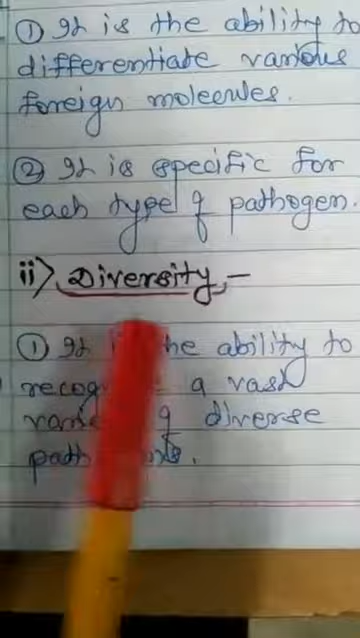 ① It is the ability to
differentiate various
foreign molecules.
② It is specific for
each type of pathogen.
ii) Diversity,-
① It the ability to
a vast
of diverse